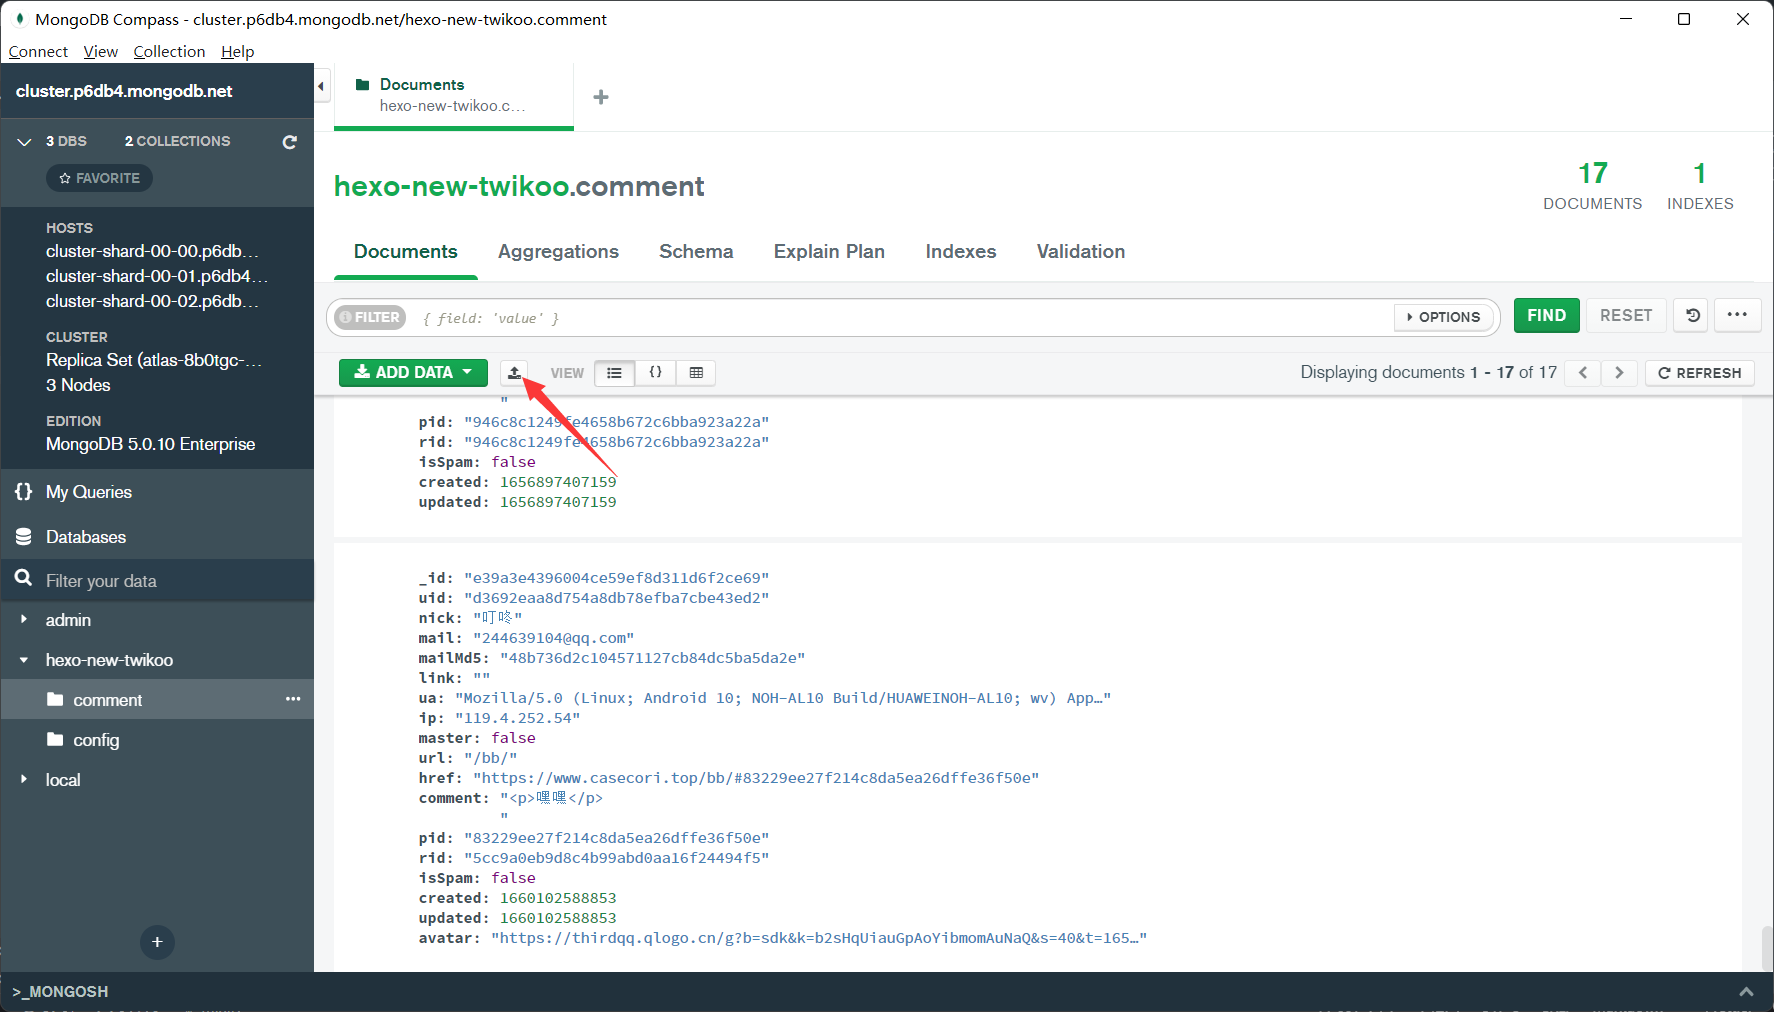 MongoDB Compass - cluster.p6db4.mongodb.net/hexo-new-twikoo.comment
Connect View Collection Help
cluster.p6db4.mongodb.net
3 DBS 2 COLLECTIONS
FAVORITE
HOSTS
cluster-shard-00-00.p6db...
cluster-shard-00-01.p6db4...
cluster-shard-00-02.p6db...
CLUSTER
Replica Set (atlas-8b0tgc-...
3 Nodes
EDITION
MongoDB 5.0.10 Enterprise
{} My Queries
Databases
Filter your data
admin
hexo-new-twikoo
comment •••
config
local
+
Documents
hexo-new-twikoo.c...
+
hexo-new-twikoo.comment
17 DOCUMENTS
1 INDEXES
Documents Aggregations Schema Explain Plan Indexes Validation
FILTER { field: 'value' } OPTIONS FIND RESET •••
ADD DATA VIEW {} Displaying documents 1 - 17 of 17 < > REFRESH
"
pid: "946c8c1249fe4658b672c6bba923a22a"
rid: "946c8c1249fe4658b672c6bba923a22a"
isSpam: false
created: 1656897407159
updated: 1656897407159
_id: "e39a3e4396004ce59ef8d311d6f2ce69"
uid: "d3692eaa8d754a8db78efba7cbe43ed2"
nick: "叮咚"
mail: "244639104@qq.com"
mailMd5: "48b736d2c104571127cb84dc5ba5da2e"
link: ""
ua: "Mozilla/5.0 (Linux; Android 10; NOH-AL10 Build/HUAWEINOH-AL10; wv) App…"
ip: "119.4.252.54"
master: false
url: "/bb/"
href: "https://www.casecori.top/bb/#83229ee27f214c8da5ea26dffe36f50e"
comment: "<p>嘿嘿</p>
"
pid: "83229ee27f214c8da5ea26dffe36f50e"
rid: "5cc9a0eb9d8c4b99abd0aa16f24494f5"
isSpam: false
created: 1660102588853
updated: 1660102588853
avatar: "https://thirdqq.qlogo.cn/g?b=sdk&k=b2sHqUiauGpAoYibmomAuNaQ&s=40&t=165…"
>_MONGOSH